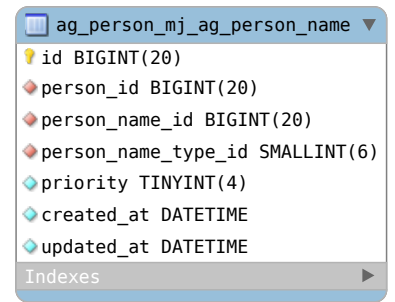 ag_person_mj_ag_person_name
id BIGINT(20)
person_id BIGINT(20)
person_name_id BIGINT(20)
person_name_type_id SMALLINT(6)
priority TINYINT(4)
created_at DATETIME
updated_at DATETIME
Indexes